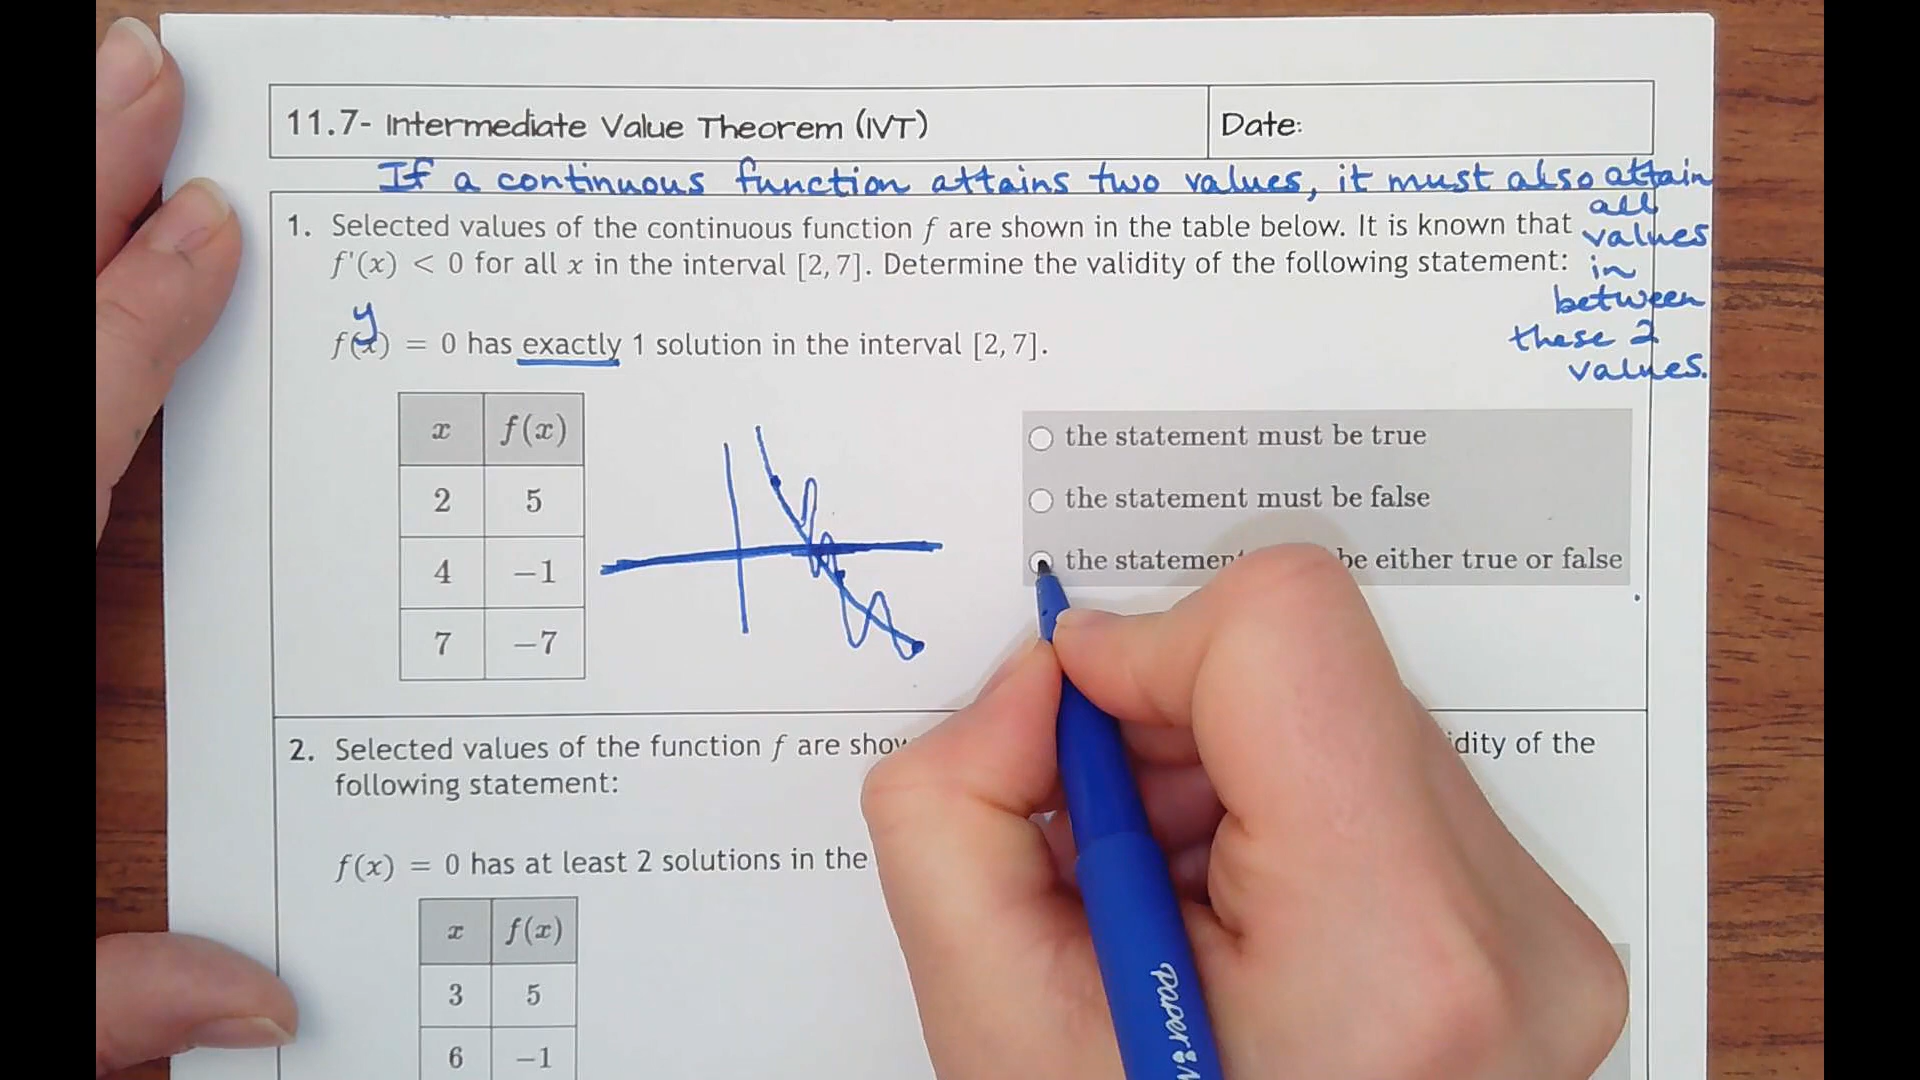 11.7- Intermediate Value Theorem (IVT)
Date:
If a continuous function attains two values, it must also attain
all
values
in
between
these 2
values.
1. Selected values of the continuous function f are shown in the table below. It is known that
f'(x) < 0 for all x in the interval [2, 7]. Determine the validity of the following statement:
y
f(x) = 0 has exactly 1 solution in the interval [2, 7].
x f(x)
2 5
4 −1
7 −7
the statement must be true
the statement must be false
the statement be either true or false
2. Selected values of the function f are idity of the
following statement:
f(x) = 0 has at least 2 solutions in the
x f(x)
3 5
6 −1
paper